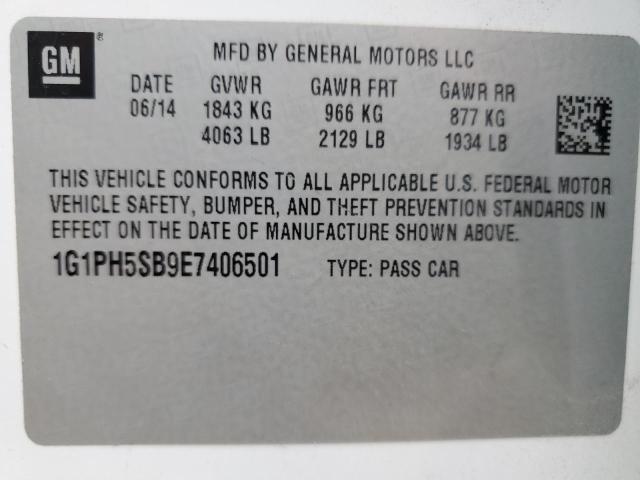 GM ® MFD BY GENERAL MOTORS LLC
DATE GVWR GAWR FRT GAWR RR
06/14 1843 KG 966 KG 877 KG
4063 LB 2129 LB 1934 LB
THIS VEHICLE CONFORMS TO ALL APPLICABLE U.S. FEDERAL MOTOR
VEHICLE SAFETY, BUMPER, AND THEFT PREVENTION STANDARDS IN
EFFECT ON THE DATE OF MANUFACTURE SHOWN ABOVE.
1G1PH5SB9E7406501 TYPE: PASS CAR